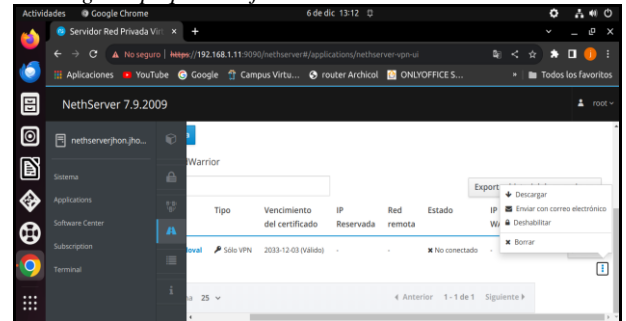 Actividades Google Chrome 6 de dic 13:12
Servidor Red Privada Virt × +
No seguro | https://192.168.1.11:9090/nethserver#/applications/nethserver-vpn-ui
Aplicaciones YouTube Google Campus Virtu... router Archicol ONLYOFFICE S... » Todos los favoritos
NethServer 7.9.2009 root
nethserverjhon.jho...
Sistema
Applications
Software Center
Subscription
Terminal
dWarrior
Export
Tipo Vencimiento del certificado IP Reservada Red remota Estado IP
Sólo VPN 2033-12-03 (Válido) - - No conectado -
Descargar
Enviar con correo electrónico
Deshabilitar
Borrar
25 Anterior 1 - 1 de 1 Siguiente